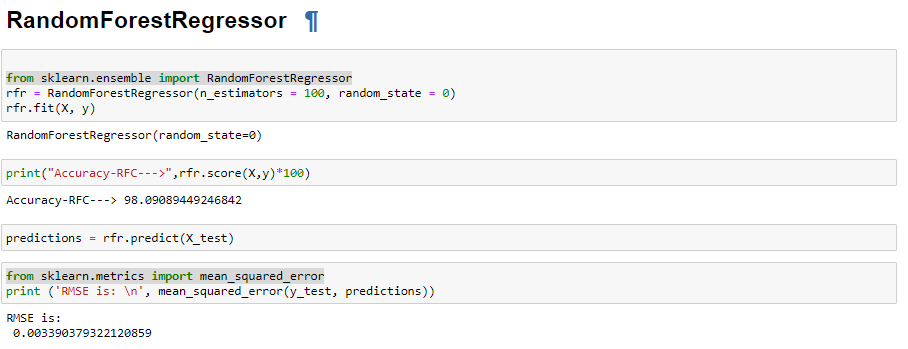 RandomForestRegressor ¶
from sklearn.ensemble import RandomForestRegressor
rfr = RandomForestRegressor(n_estimators = 100, random_state = 0)
rfr.fit(X, y)
RandomForestRegressor(random_state=0)
print("Accuracy-RFC--->",rfr.score(X,y)*100)
Accuracy-RFC---> 98.09089449246842
predictions = rfr.predict(X_test)
from sklearn.metrics import mean_squared_error
print ('RMSE is: \n', mean_squared_error(y_test, predictions))
RMSE is:
0.003390379322120859